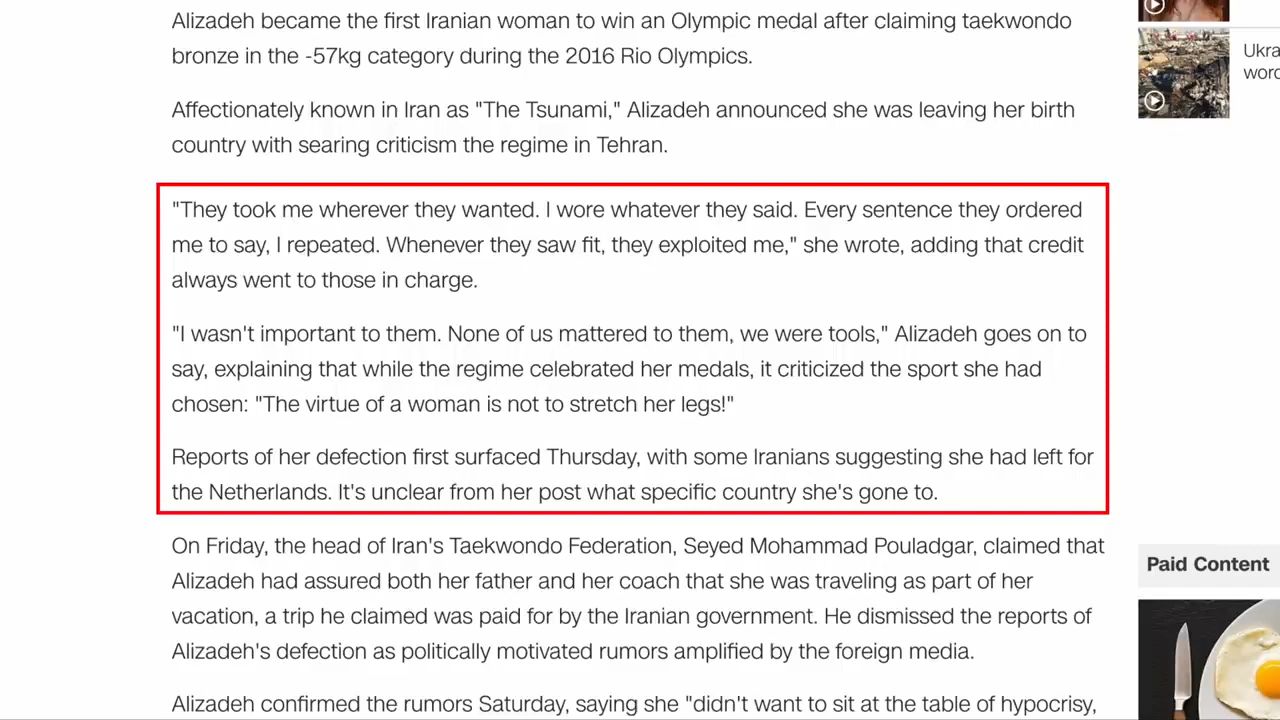 Alizadeh became the first Iranian woman to win an Olympic medal after claiming taekwondo
bronze in the -57kg category during the 2016 Rio Olympics.
Affectionately known in Iran as "The Tsunami," Alizadeh announced she was leaving her birth
country with searing criticism the regime in Tehran.
"They took me wherever they wanted. I wore whatever they said. Every sentence they ordered
me to say, I repeated. Whenever they saw fit, they exploited me," she wrote, adding that credit
always went to those in charge.
"I wasn't important to them. None of us mattered to them, we were tools," Alizadeh goes on to
say, explaining that while the regime celebrated her medals, it criticized the sport she had
chosen: "The virtue of a woman is not to stretch her legs!"
Reports of her defection first surfaced Thursday, with some Iranians suggesting she had left for
the Netherlands. It's unclear from her post what specific country she's gone to.
On Friday, the head of Iran's Taekwondo Federation, Seyed Mohammad Pouladgar, claimed that
Alizadeh had assured both her father and her coach that she was traveling as part of her
vacation, a trip he claimed was paid for by the Iranian government. He dismissed the reports of
Alizadeh's defection as politically motivated rumors amplified by the foreign media.
Alizadeh confirmed the rumors Saturday, saying she "didn't want to sit at the table of hypocrisy,
Ukra
word
Paid Content